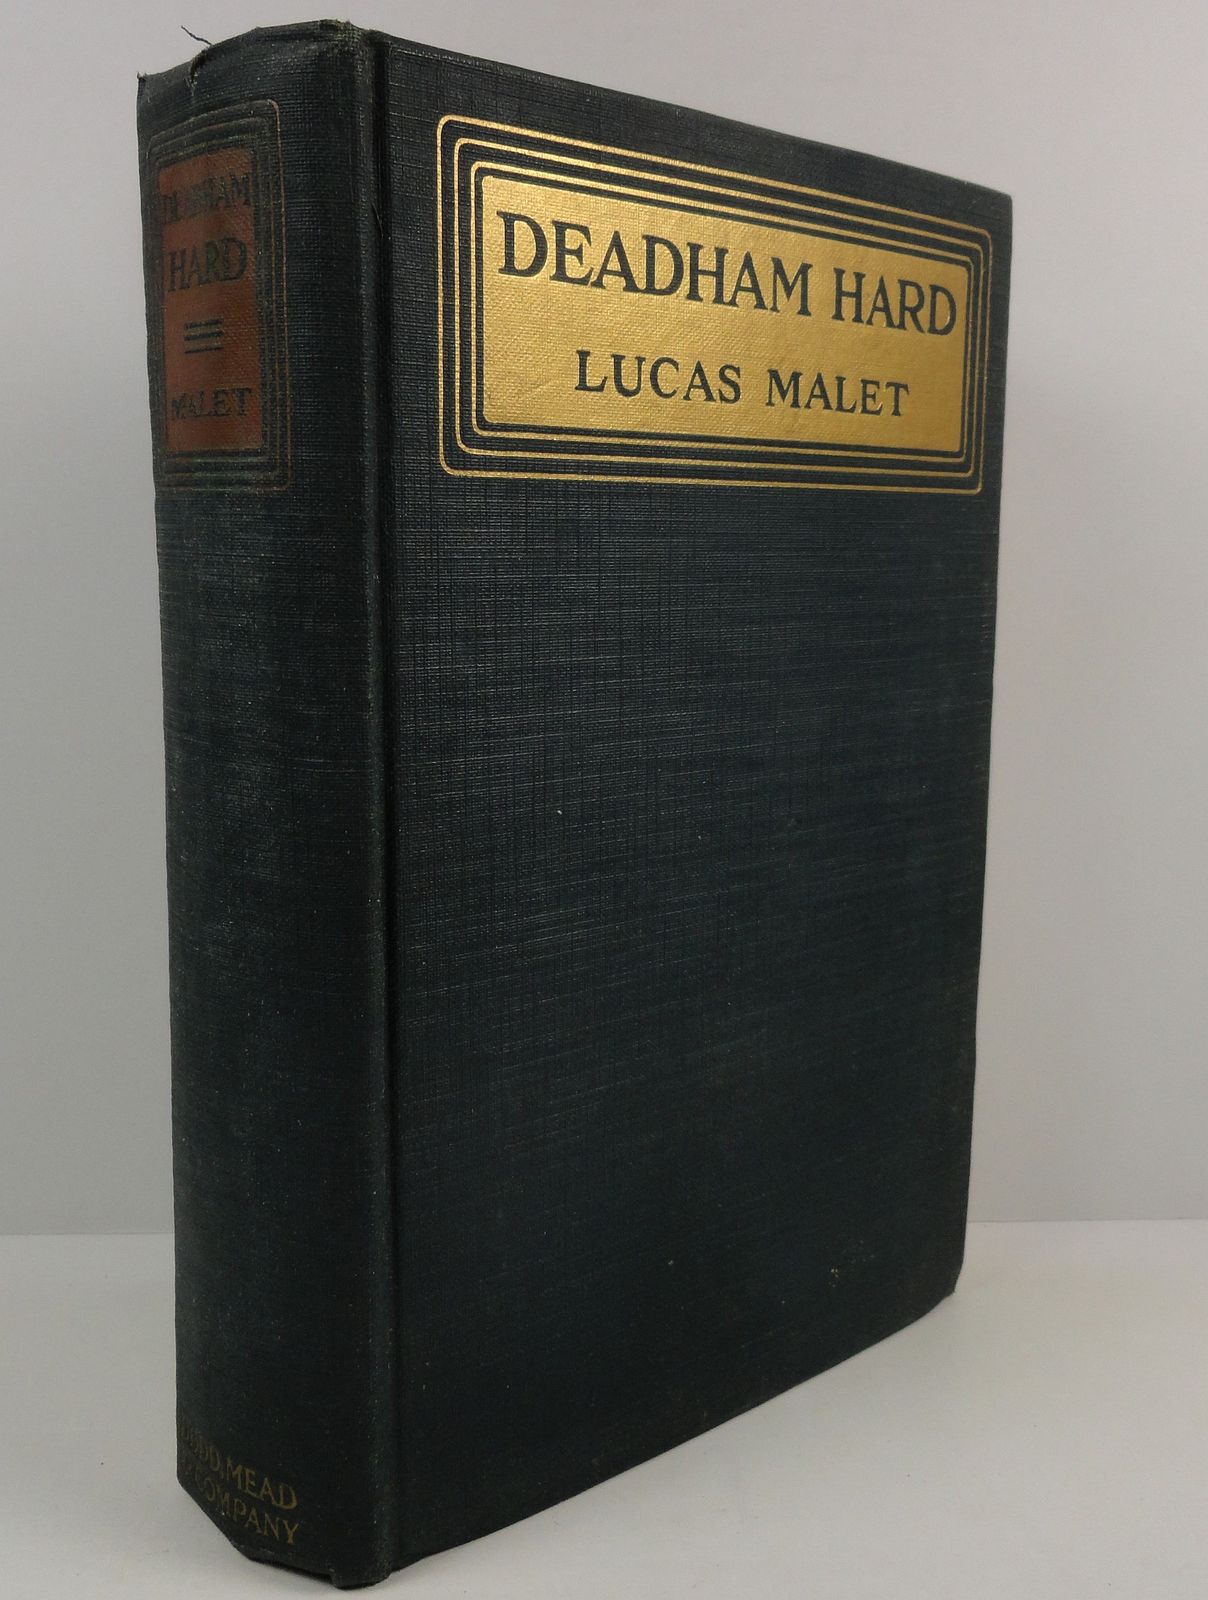 DEADHAM
HARD
MALET
DEADHAM HARD
LUCAS MALET
DODD, MEAD
& COMPANY